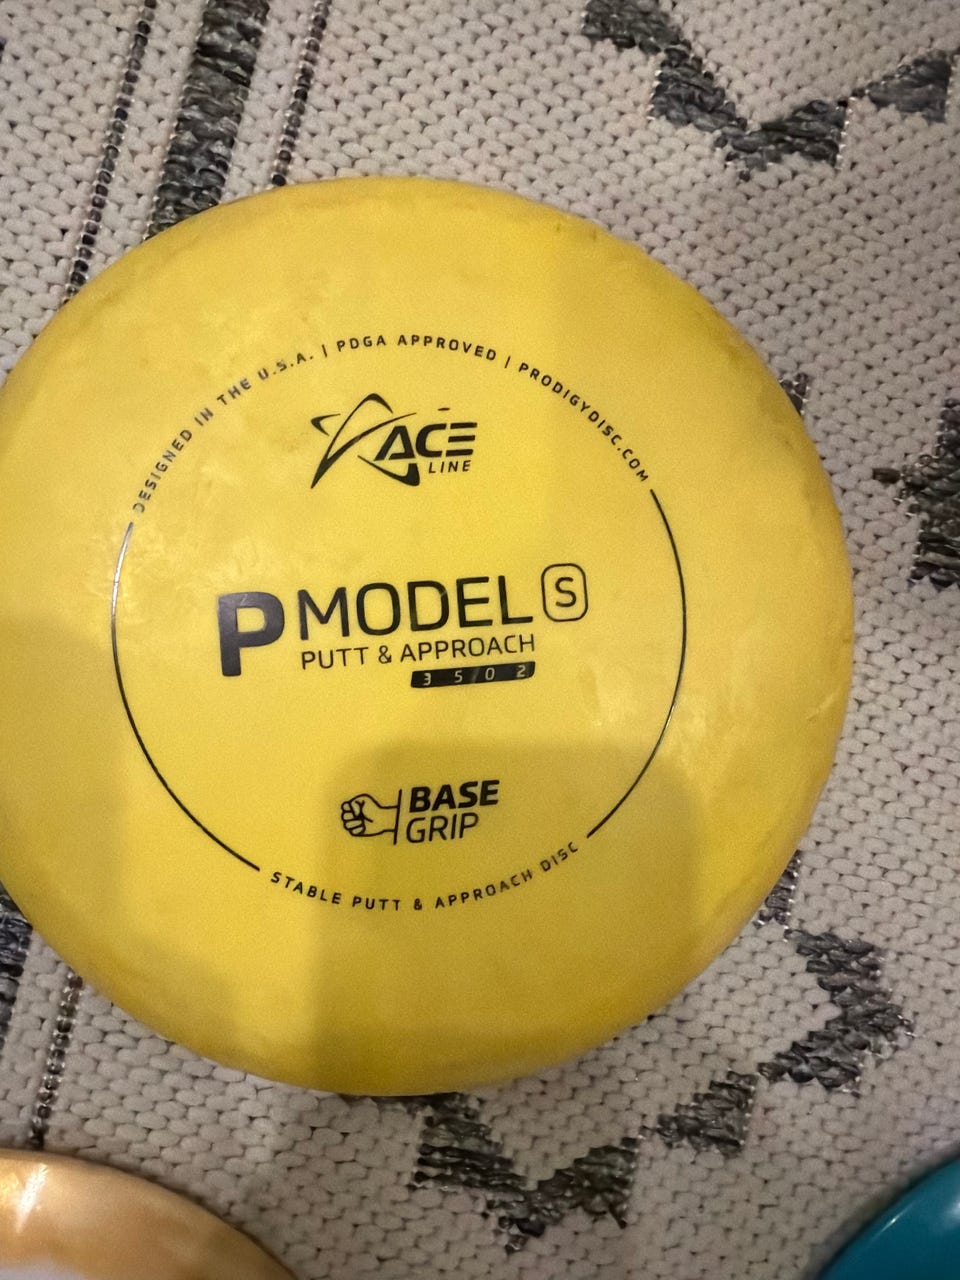 DESIGNED IN THE U.S.A. | PDGA APPROVED | PRODIGYDISC.COM
ACE
LINE
P MODEL S
PUTT & APPROACH
3 5 0 2
BASE
GRIP
STABLE PUTT & APPROACH DISC